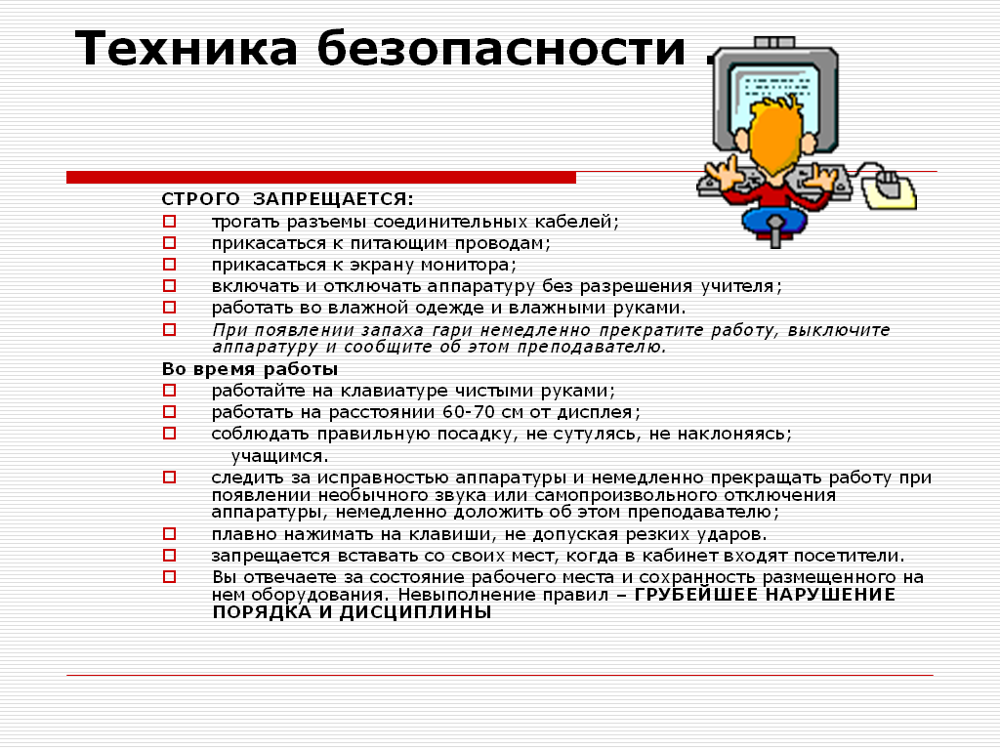 Техника безопасности .
СТРОГО ЗАПРЕЩАЕТСЯ:
трогать разъемы соединительных кабелей;
прикасаться к питающим проводам;
прикасаться к экрану монитора;
включать и отключать аппаратуру без разрешения учителя;
работать во влажной одежде и влажными руками.
При появлении запаха гари немедленно прекратите работу, выключите
аппаратуру и сообщите об этом преподавателю.
Во время работы
работайте на клавиатуре чистыми руками;
работать на расстоянии 60-70 см от дисплея;
соблюдать правильную посадку, не сутулясь, не наклоняясь;
учащимся.
следить за исправностью аппаратуры и немедленно прекращать работу при
появлении необычного звука или самопроизвольного отключения
аппаратуры, немедленно доложить об этом преподавателю;
плавно нажимать на клавиши, не допуская резких ударов.
запрещается вставать со своих мест, когда в кабинет входят посетители.
Вы отвечаете за состояние рабочего места и сохранность размещенного на
нем оборудования. Невыполнение правил – ГРУБЕЙШЕЕ НАРУШЕНИЕ
ПОРЯДКА И ДИСЦИПЛИНЫ